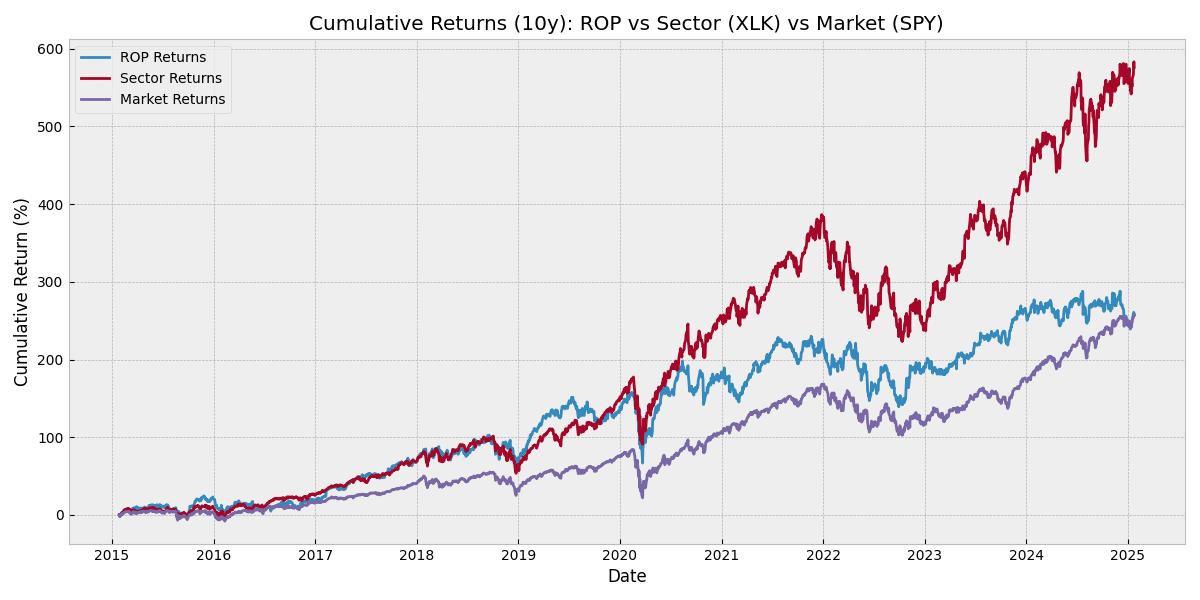 Cumulative Returns (10y): ROP vs Sector (XLK) vs Market (SPY)
ROP Returns
Sector Returns
Market Returns
Cumulative Return (%)
600
500
400
300
200
100
0
2015 2016 2017 2018 2019 2020 2021 2022 2023 2024 2025
Date